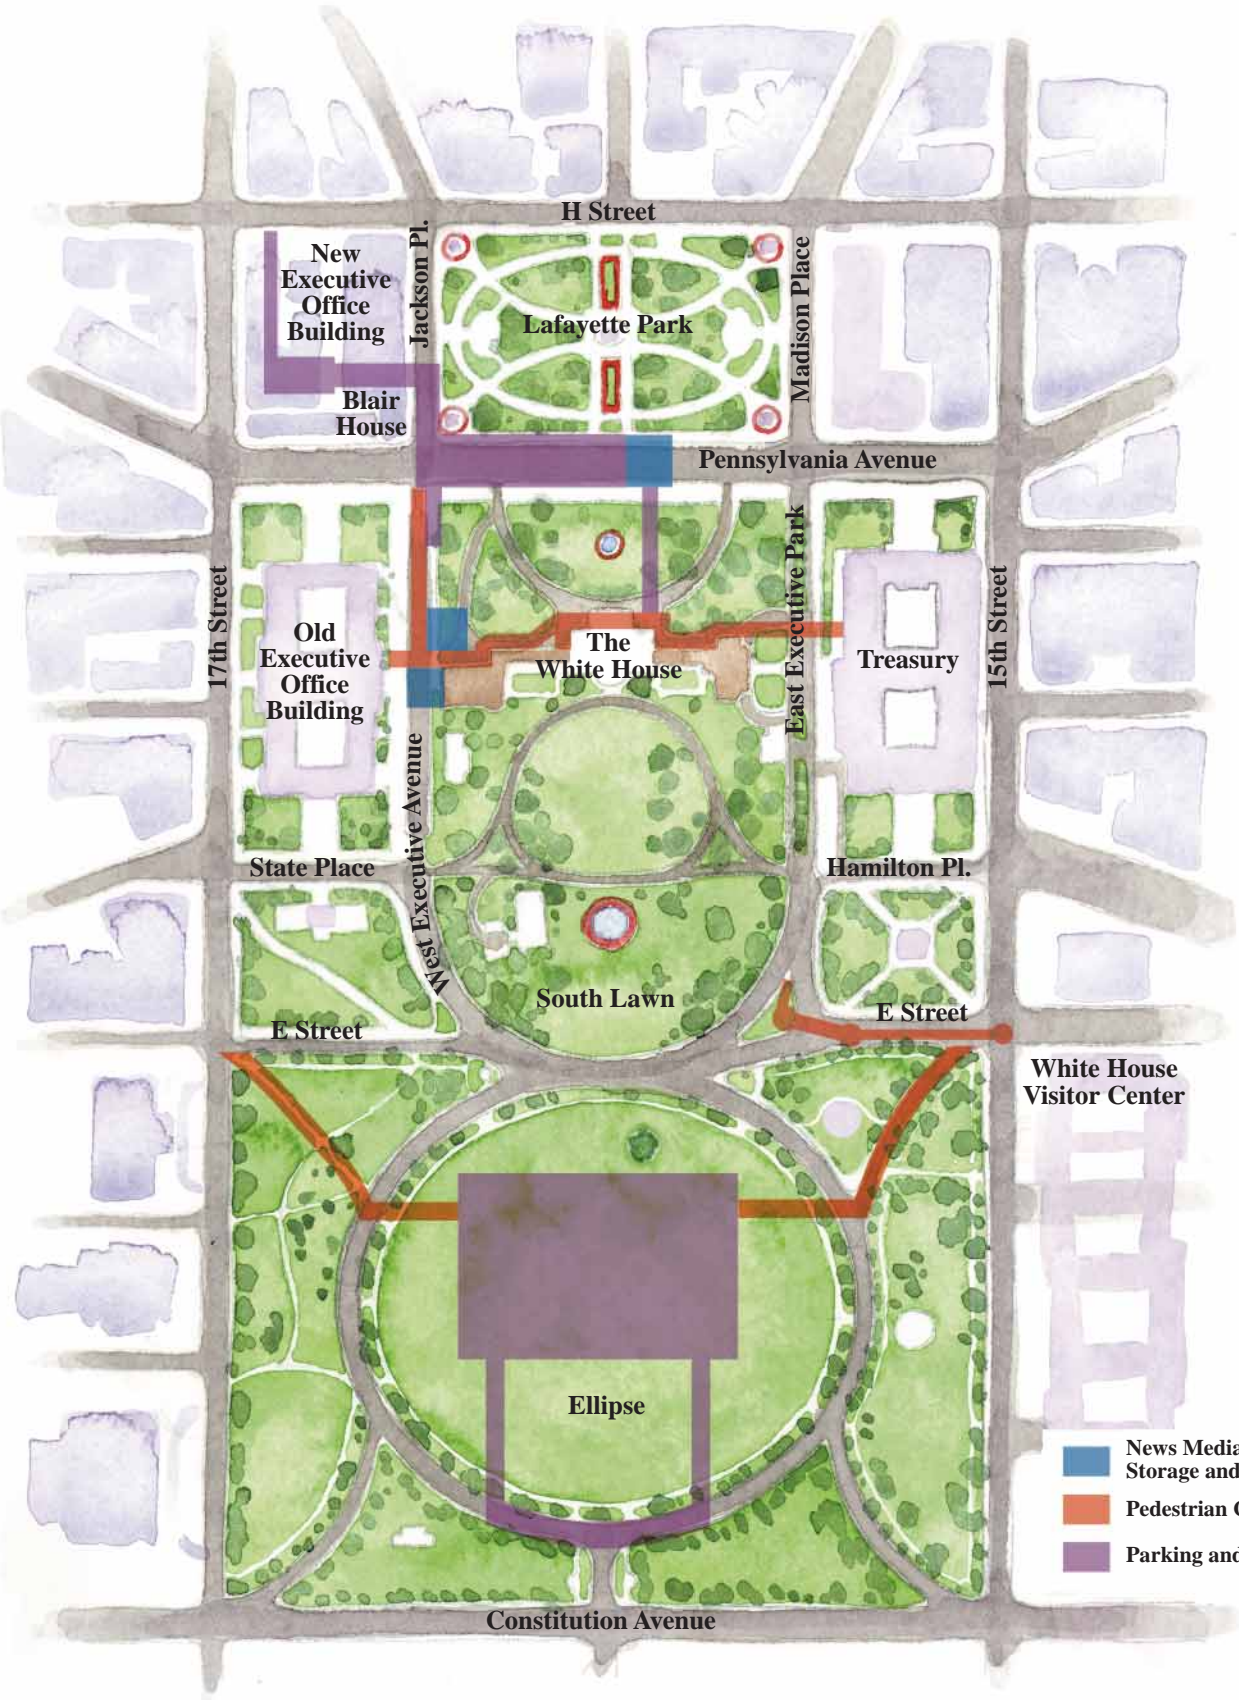 H Street
New
Executive
Office
Building
Jackson Pl.
Lafayette Park
Madison Place
Blair
House
Pennsylvania Avenue
17th Street
Old
Executive
Office
Building
The
White House
East Executive Park
Treasury
15th Street
West Executive Avenue
State Place
Hamilton Pl.
South Lawn
E Street
E Street
White House
Visitor Center
Ellipse
News Media
Storage and
Pedestrian
Parking and
Constitution Avenue